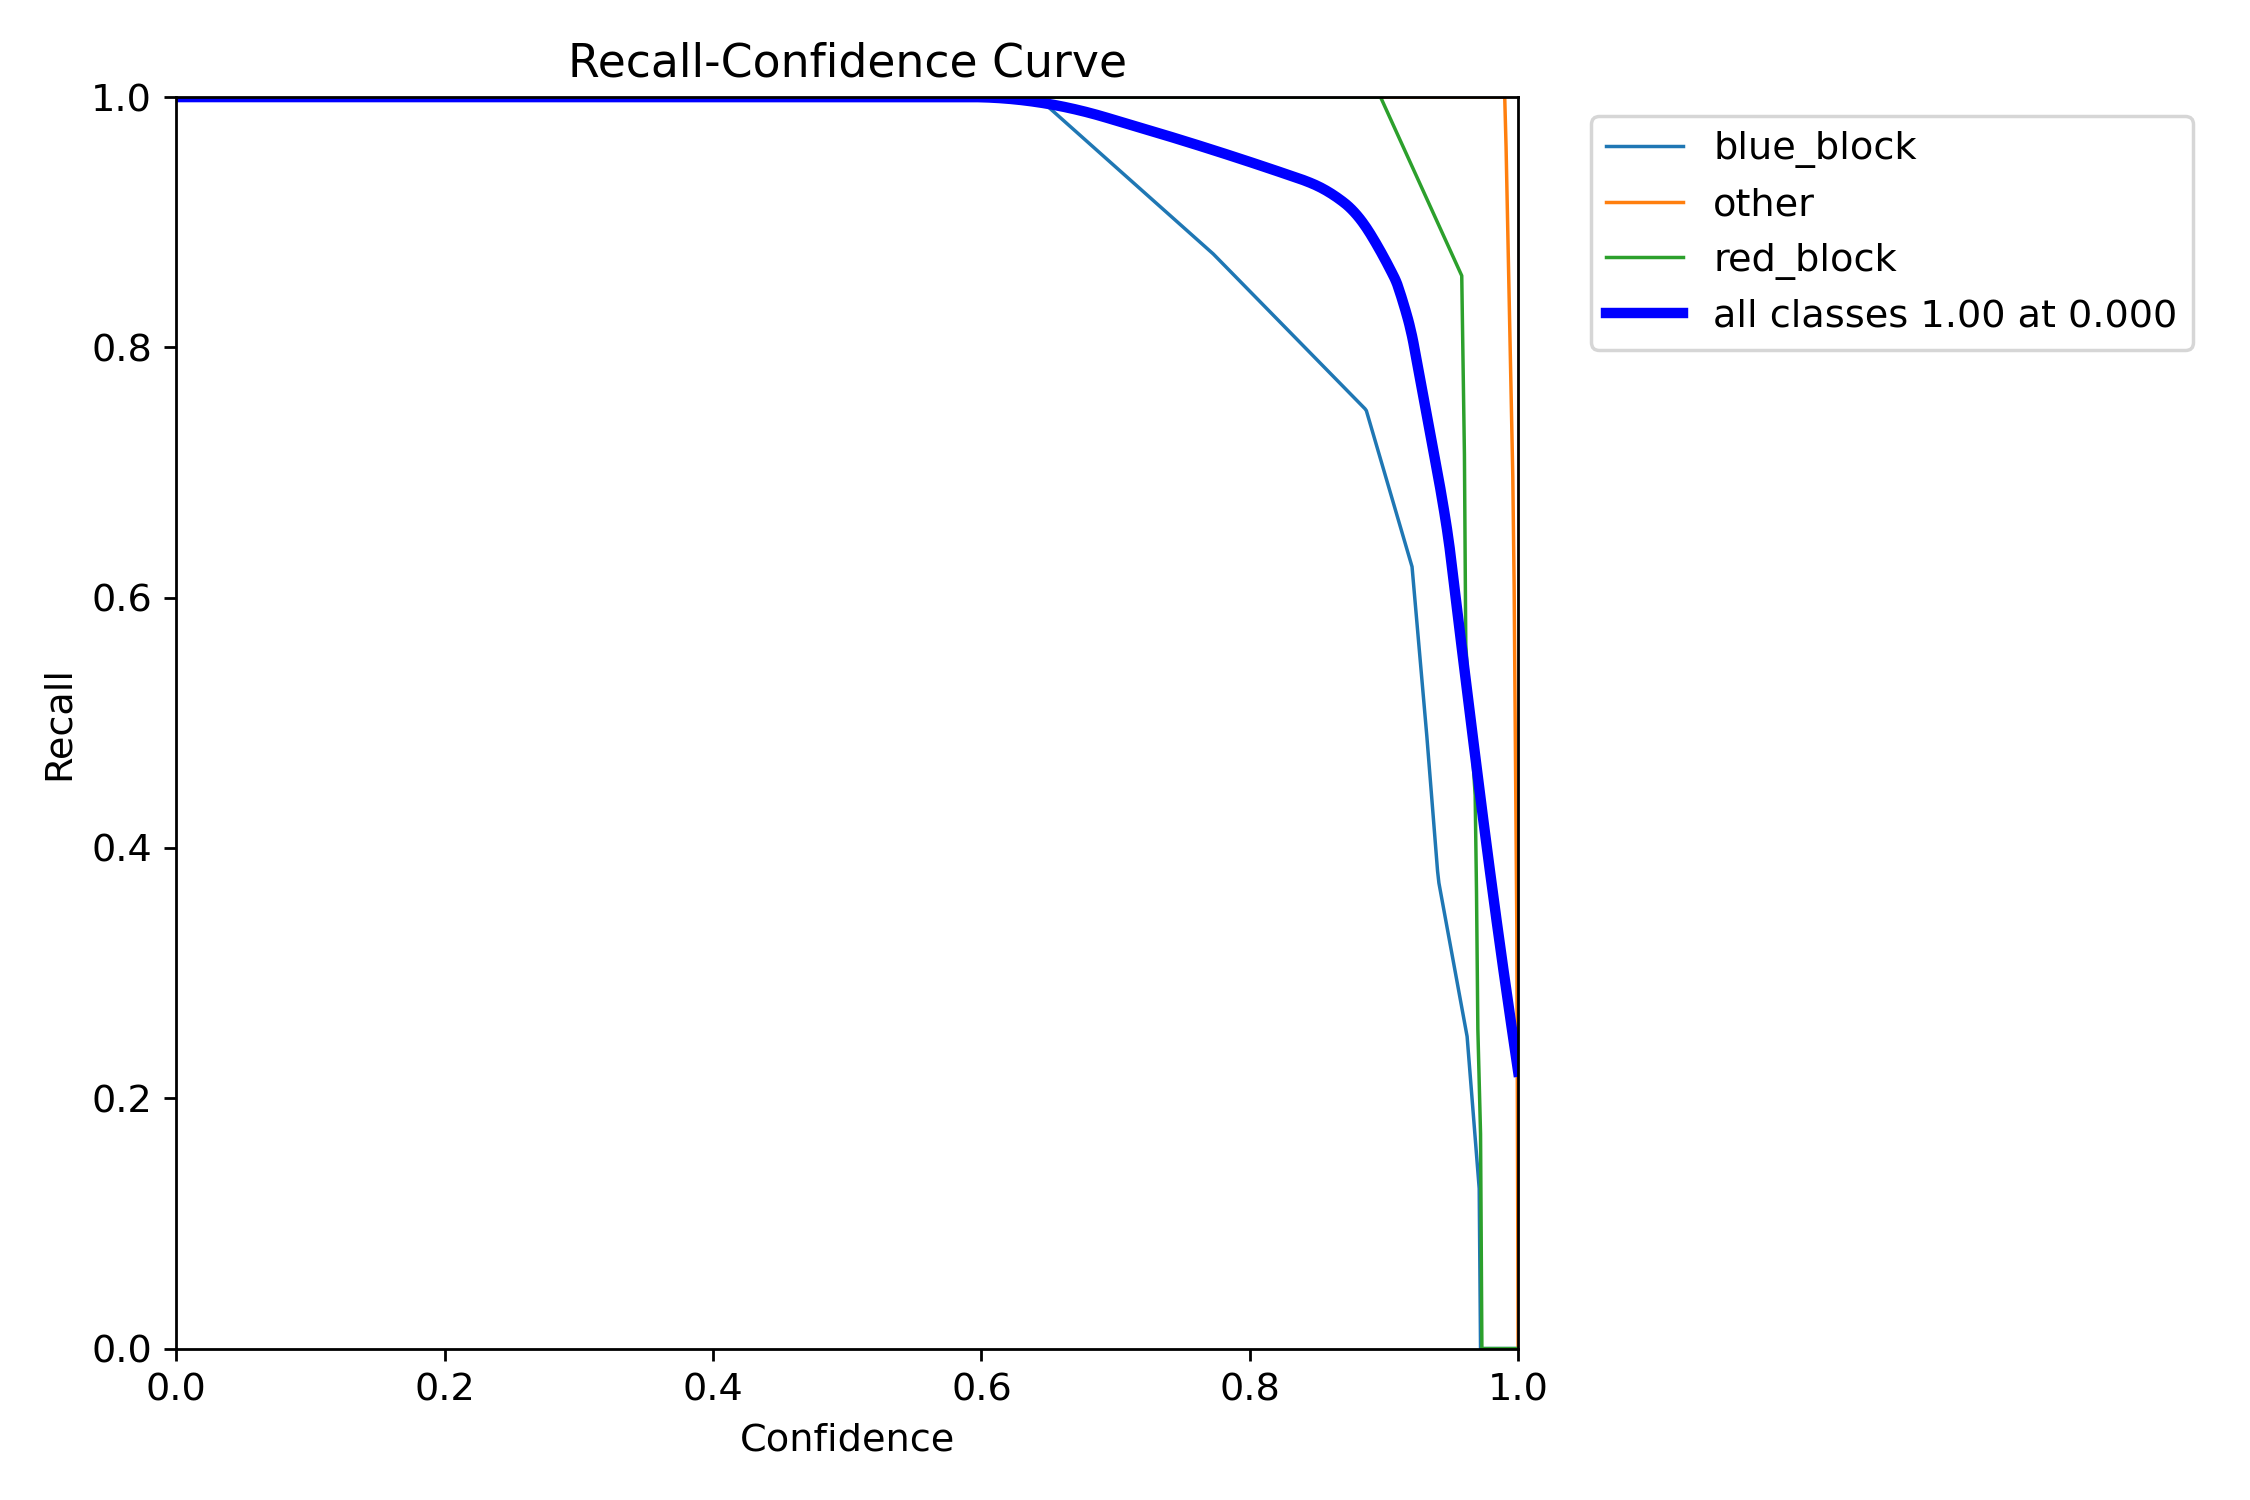 Recall-Confidence Curve
1.0
0.8
0.6
0.4
0.2
0.0
Recall
0.0 0.2 0.4 0.6 0.8 1.0
Confidence
blue_block
other
red_block
all classes 1.00 at 0.000